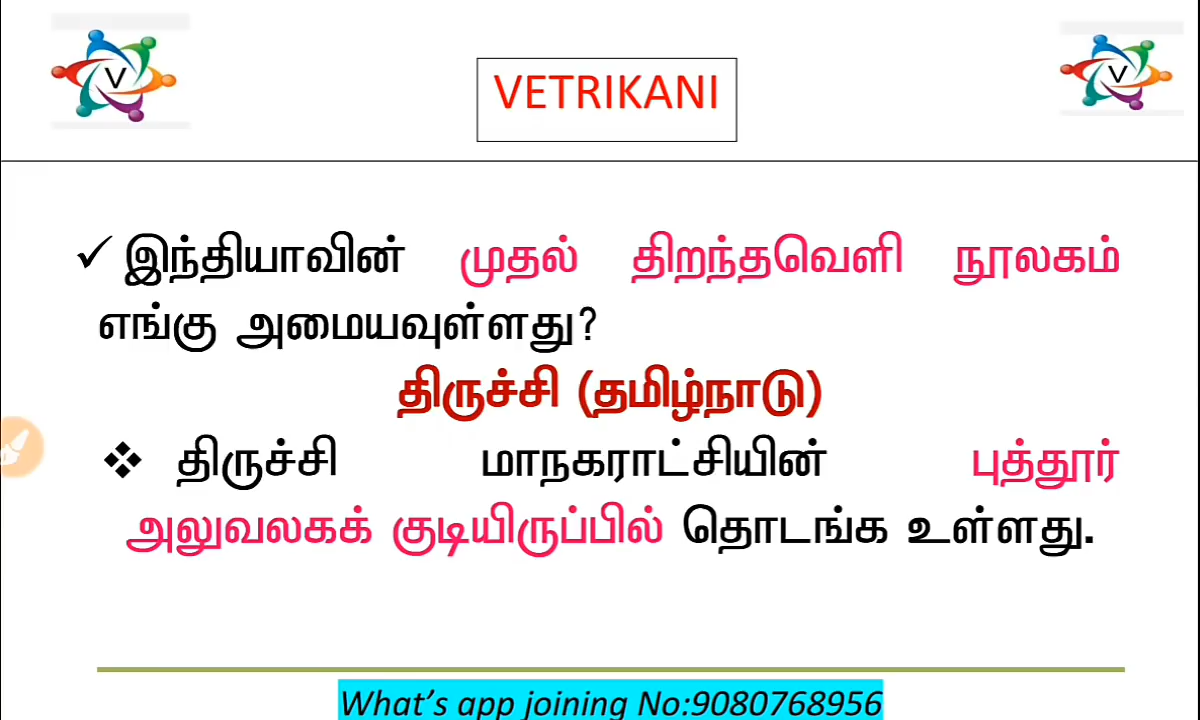 V
V
VETRIKANI
✓ இந்தியாவின் முதல் திறந்தவெளி நூலகம்
எங்கு அமையவுள்ளது?
திருச்சி (தமிழ்நாடு)
❖ திருச்சி மாநகராட்சியின் புத்தூர்
அலுவலகக் குடியிருப்பில் தொடங்க உள்ளது.
What's app joining No:9080768956